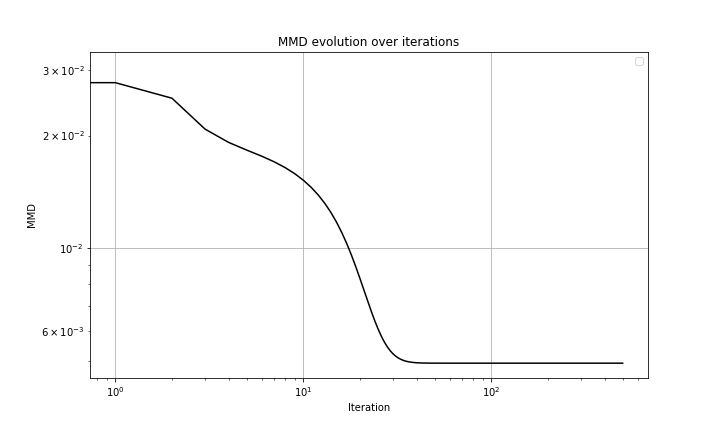 MMD evolution over iterations
3 × 10⁻²
2 × 10⁻²
10⁻²
6 × 10⁻³
MMD
10⁰
10¹
10²
Iteration